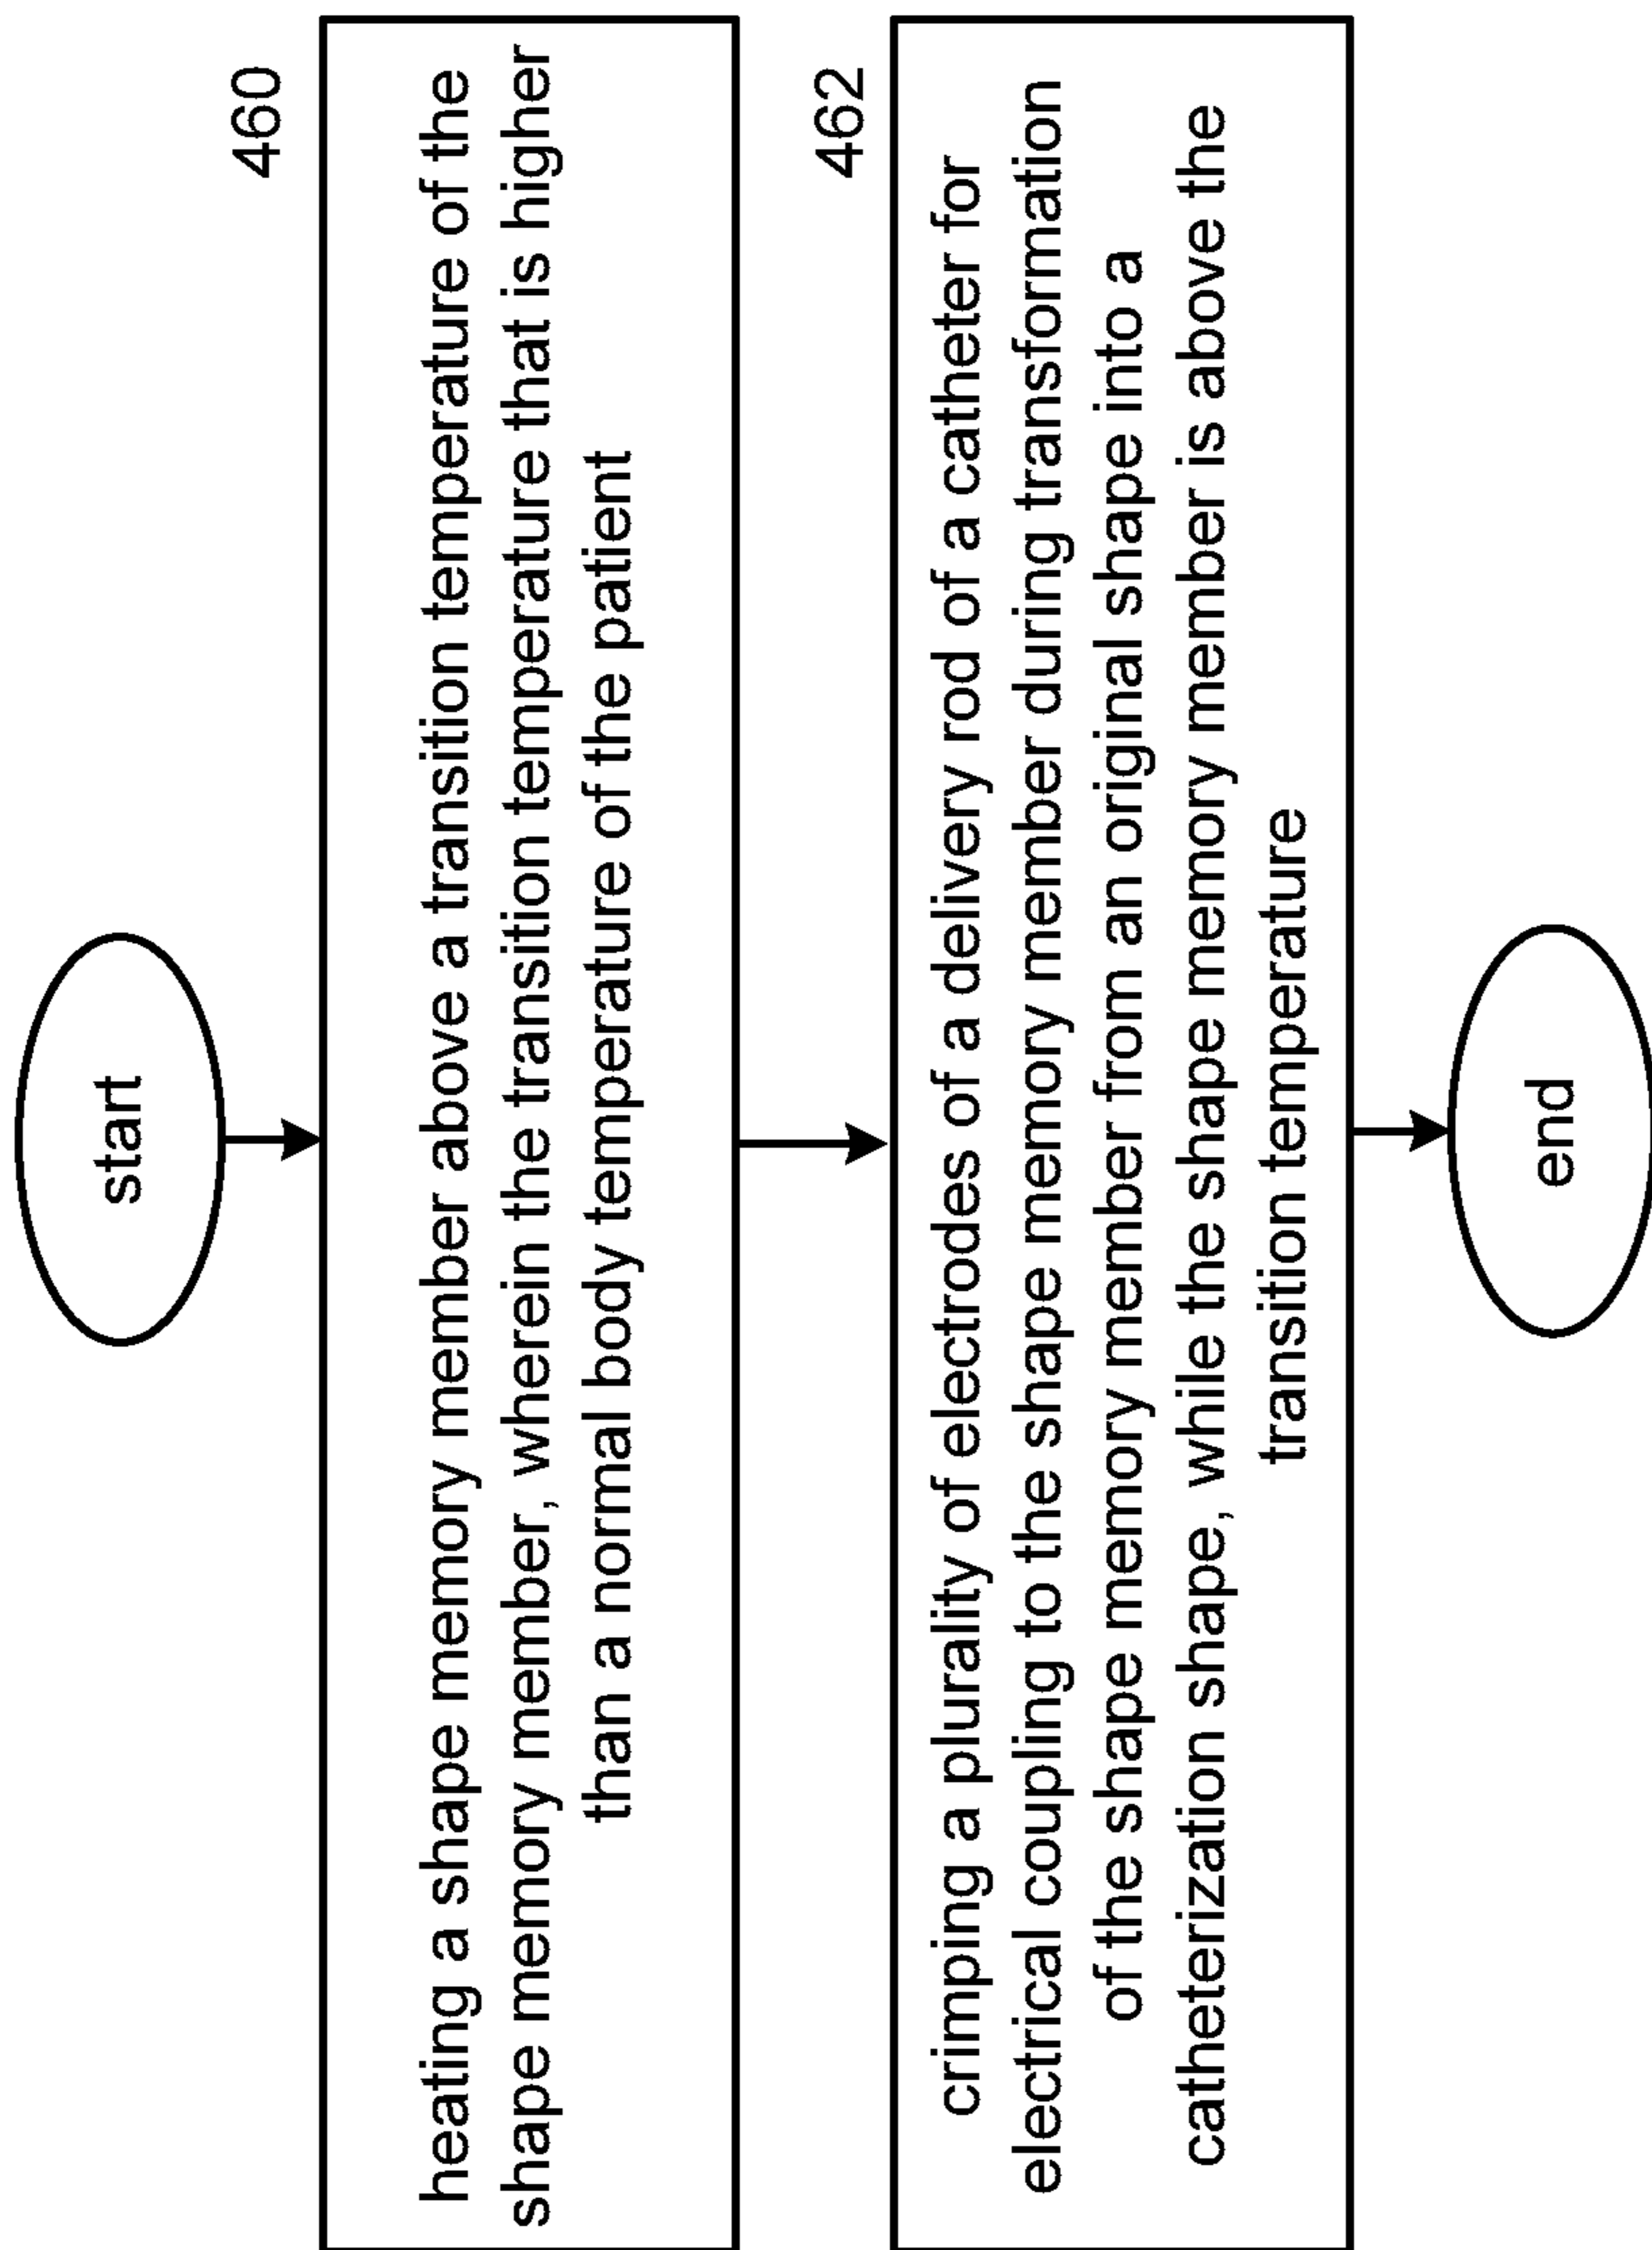 start
460
heating a shape memory member above a transition temperature of the
shape memory member, wherein the transition temperature that is higher
than a normal body temperature of the patient
462
crimping a plurality of electrodes of a delivery rod of a catheter for
electrical coupling to the shape memory member during transformation
of the shape memory member from an original shape into a
catheterization shape, while the shape memory member is above the
transition temperature
end